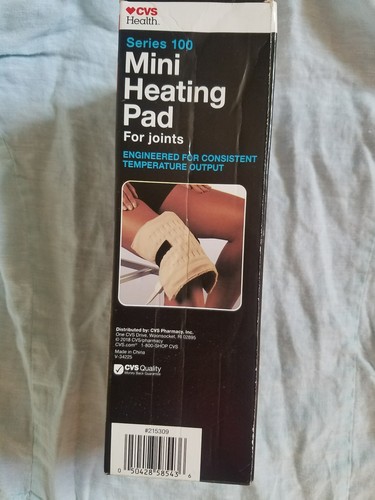 CVS
Health.
Series 100
Mini
Heating
Pad
For joints
ENGINEERED FOR CONSISTENT
TEMPERATURE OUTPUT
Distributed by: CVS Pharmacy, Inc.
One CVS Drive, Woonsocket, RI 02895
© 2018 CVS/pharmacy
CVS.com® 1-800-SHOP CVS
Made in China
V-34225
CVS Quality
Money Back Guarantee
#215309
0 50428 58543 6